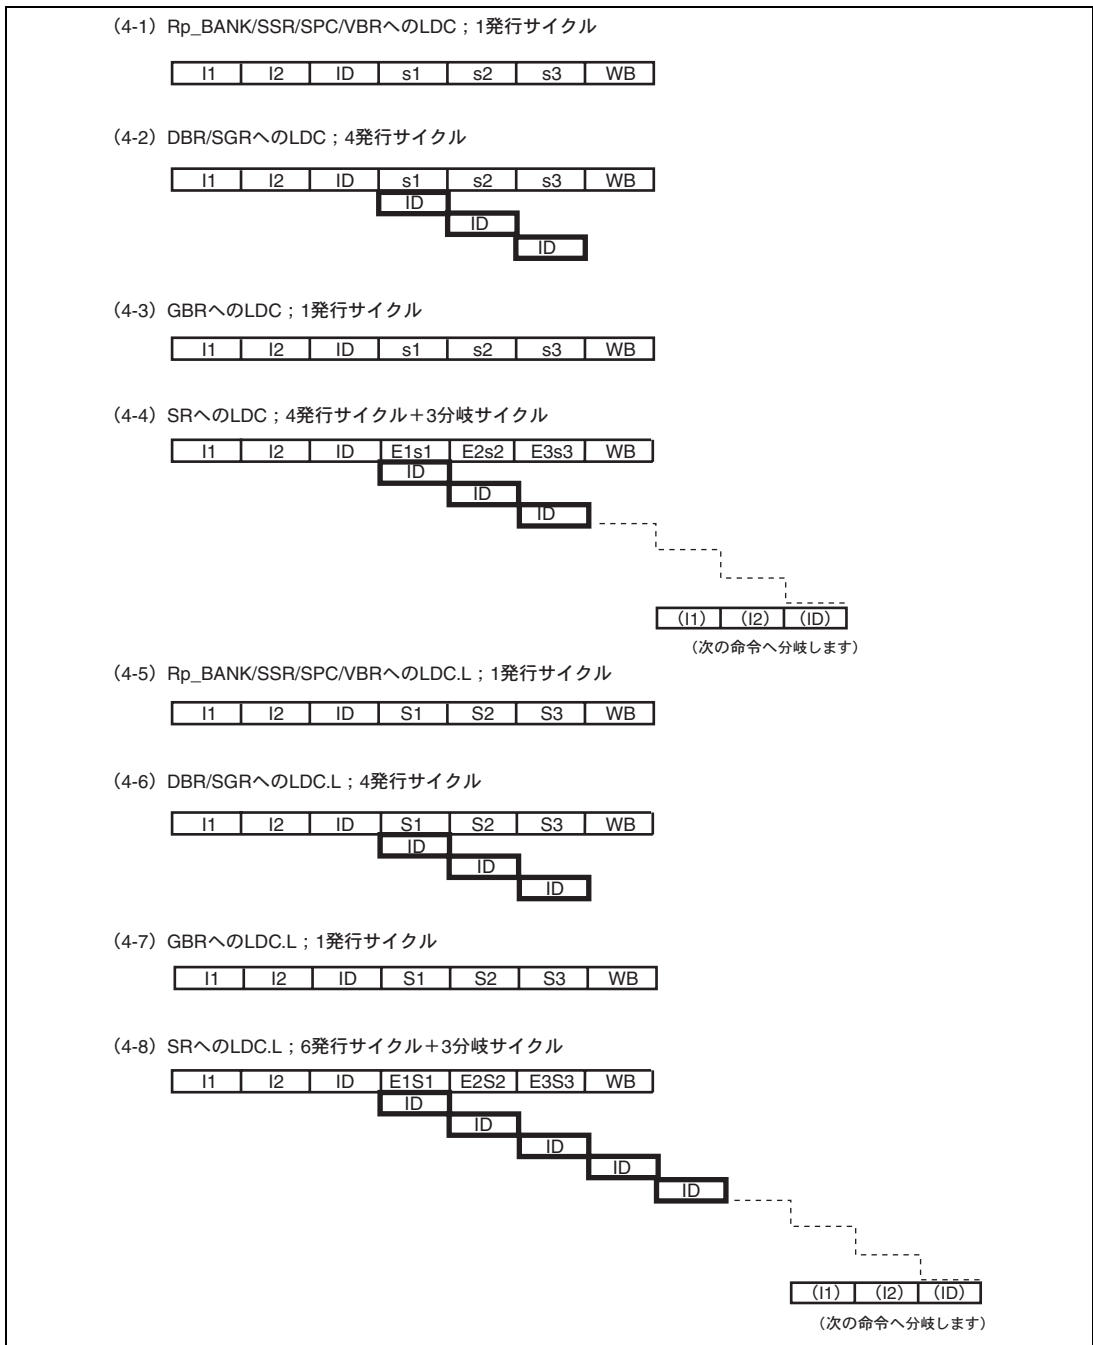 (4-1) Rp_BANK/SSR/SPC/VBRへのLDC；1発行サイクル
I1 I2 ID s1 s2 s3 WB
(4-2) DBR/SGRへのLDC；4発行サイクル
I1 I2 ID s1 s2 s3 WB
ID
ID
ID
(4-3) GBRへのLDC；1発行サイクル
I1 I2 ID s1 s2 s3 WB
(4-4) SRへのLDC；4発行サイクル＋3分岐サイクル
I1 I2 ID E1s1 E2s2 E3s3 WB
ID
ID
ID
(I1) (I2) (ID)
(次の命令へ分岐します)
(4-5) Rp_BANK/SSR/SPC/VBRへのLDC.L；1発行サイクル
I1 I2 ID S1 S2 S3 WB
(4-6) DBR/SGRへのLDC.L；4発行サイクル
I1 I2 ID S1 S2 S3 WB
ID
ID
ID
(4-7) GBRへのLDC.L；1発行サイクル
I1 I2 ID S1 S2 S3 WB
(4-8) SRへのLDC.L；6発行サイクル＋3分岐サイクル
I1 I2 ID E1S1 E2S2 E3S3 WB
ID
ID
ID
ID
ID
(I1) (I2) (ID)
(次の命令へ分岐します)